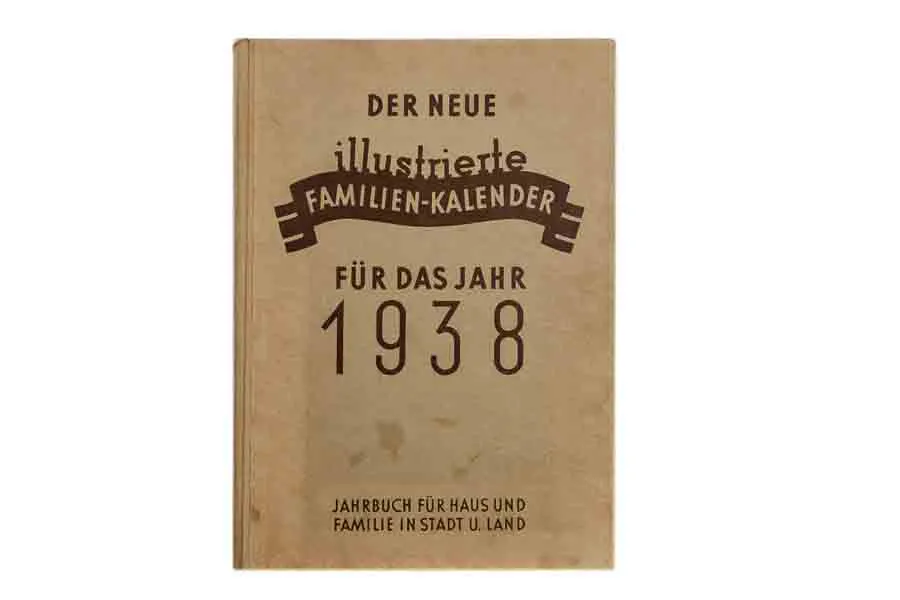 DER NEUE
illustrierte
FAMILIEN-KALENDER
FÜR DAS JAHR
1938
JAHRBUCH FÜR HAUS UND
FAMILIE IN STADT U. LAND